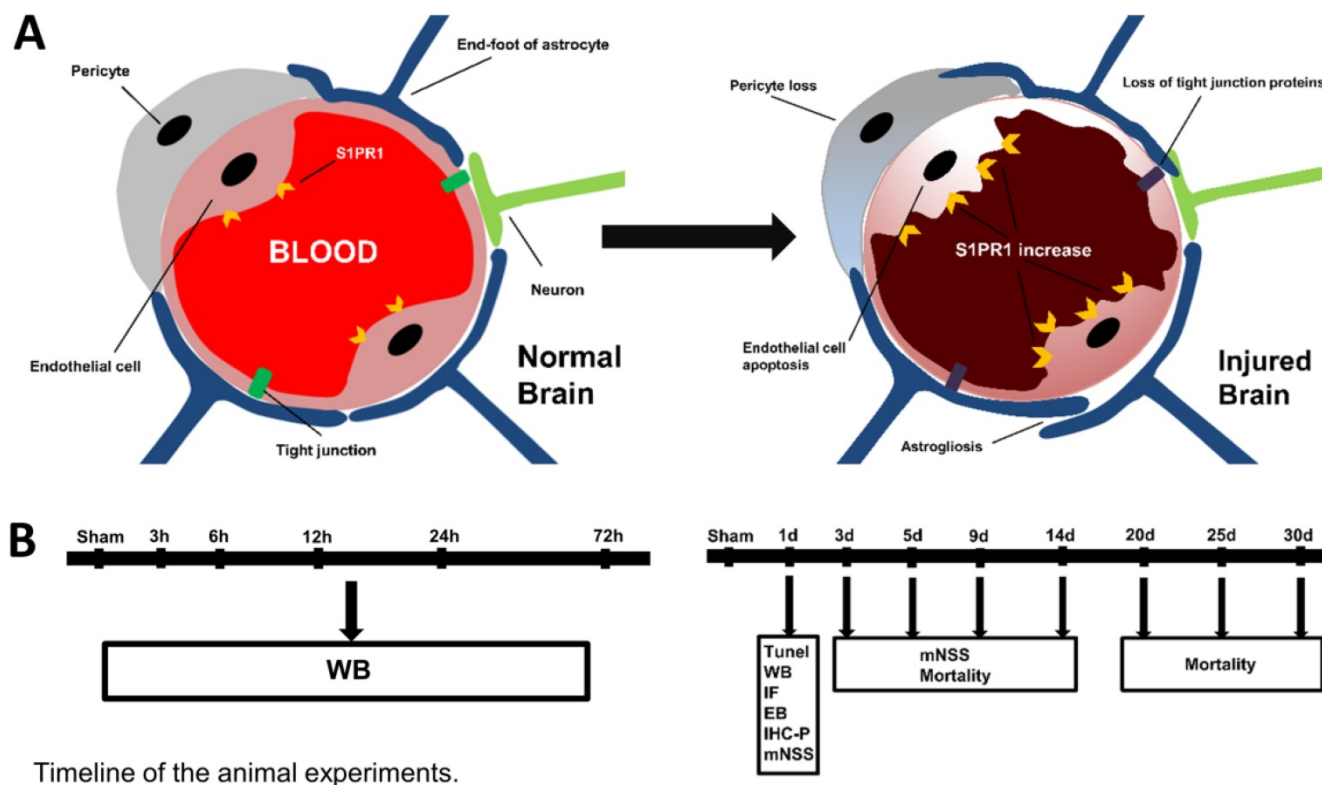 A
End-foot of astrocyte
Pericyte
S1PR1
BLOOD
Neuron
Endothelial cell
Normal
Brain
Tight junction
Pericyte loss
Loss of tight junction proteins
S1PR1 increase
Endothelial cell
apoptosis
Injured
Brain
Astrogliosis
B
Sham 3h 6h 12h 24h 72h
WB
Sham 1d 3d 5d 9d 14d 20d 25d 30d
Tunel
WB
IF
EB
IHC-P
mNSS
mNSS
Mortality
Mortality
Timeline of the animal experiments.